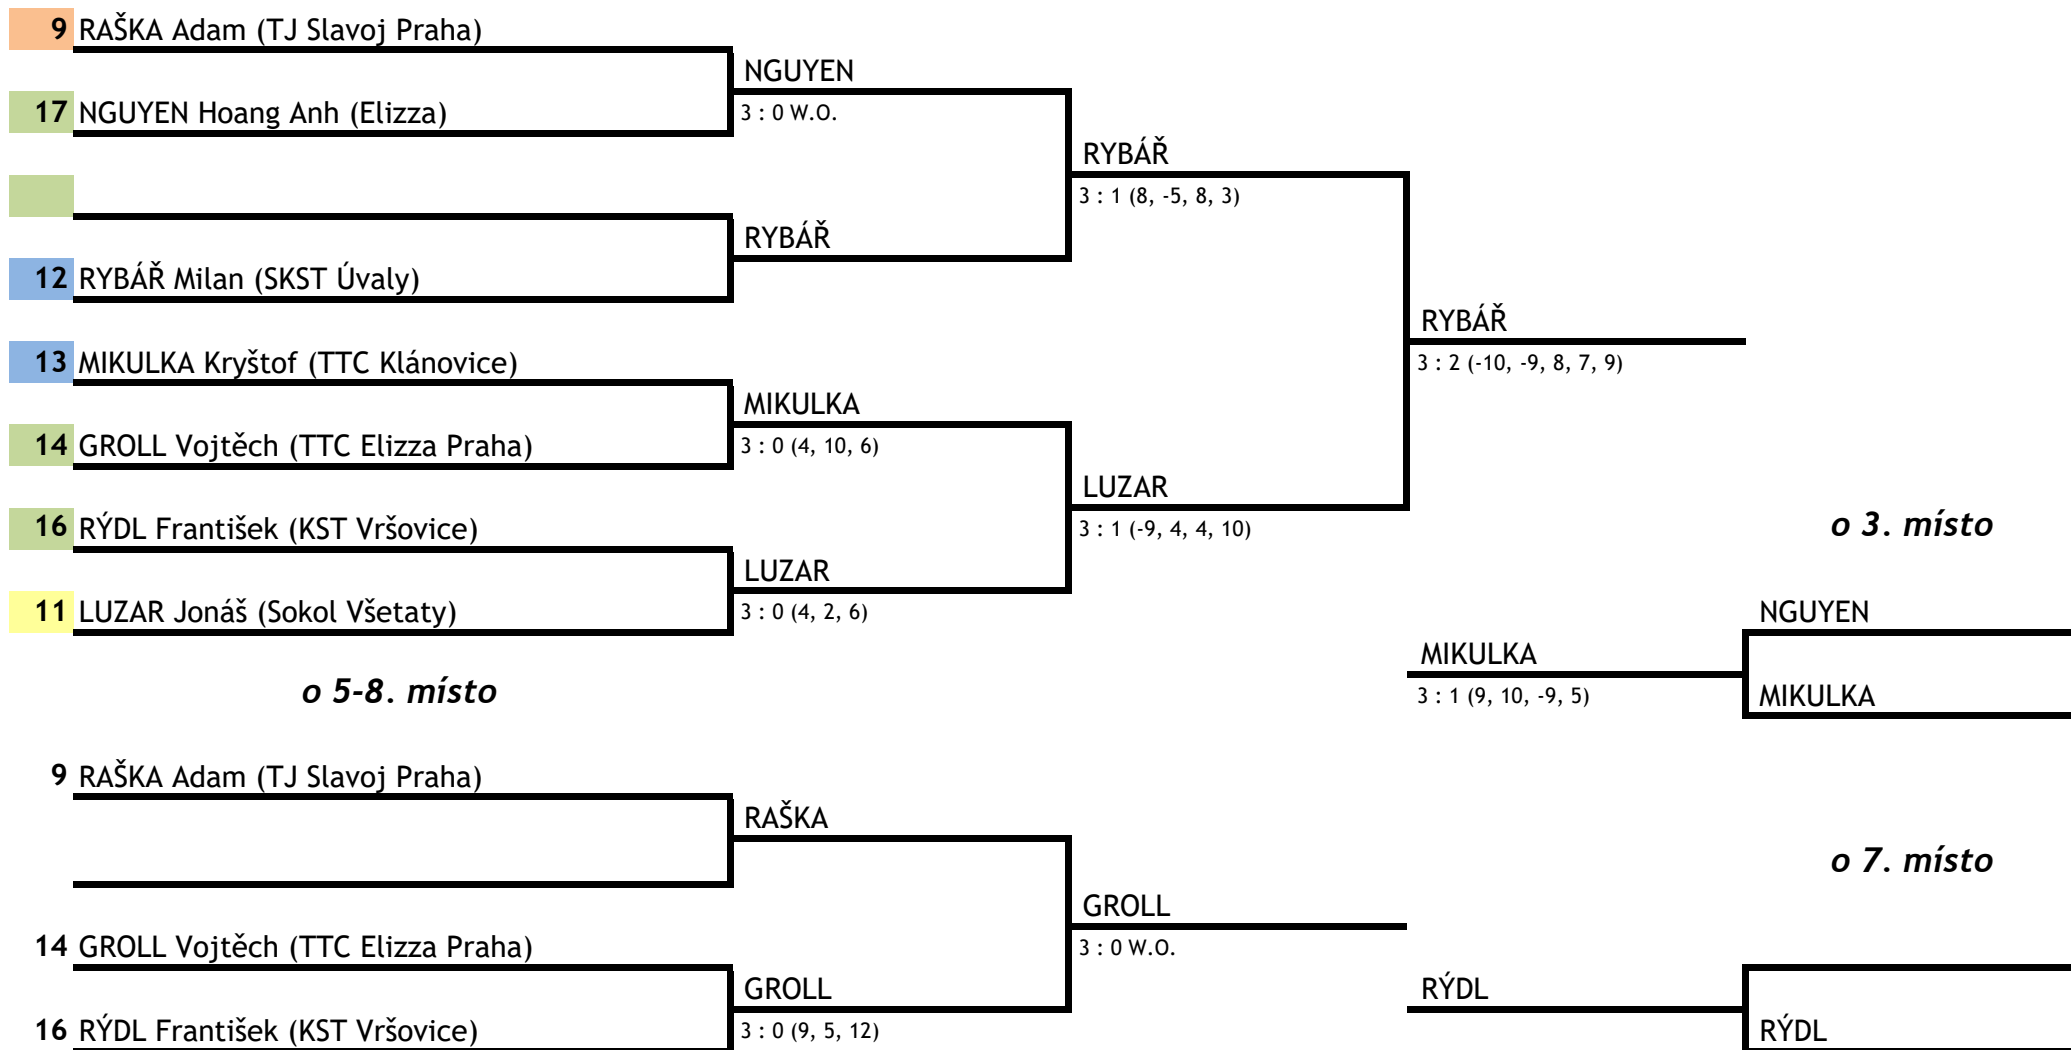 9 RAŠKA Adam (TJ Slavoj Praha)
NGUYEN
17 NGUYEN Hoang Anh (Elizza)
3 : 0 W.O.
RYBÁŘ
3 : 1 (8, -5, 8, 3)
RYBÁŘ
12 RYBÁŘ Milan (SKST Úvaly)
RYBÁŘ
3 : 2 (-10, -9, 8, 7, 9)
13 MIKULKA Kryštof (TTC Klánovice)
MIKULKA
14 GROLL Vojtěch (TTC Elizza Praha)
3 : 0 (4, 10, 6)
LUZAR
3 : 1 (-9, 4, 4, 10)
16 RÝDL František (KST Vršovice)
o 3. místo
LUZAR
11 LUZAR Jonáš (Sokol Všetaty)
3 : 0 (4, 2, 6)
NGUYEN
MIKULKA
3 : 1 (9, 10, -9, 5)
MIKULKA
o 5-8. místo
9 RAŠKA Adam (TJ Slavoj Praha)
RAŠKA
o 7. místo
GROLL
3 : 0 W.O.
14 GROLL Vojtěch (TTC Elizza Praha)
GROLL
RÝDL
16 RÝDL František (KST Vršovice)
3 : 0 (9, 5, 12)
RÝDL